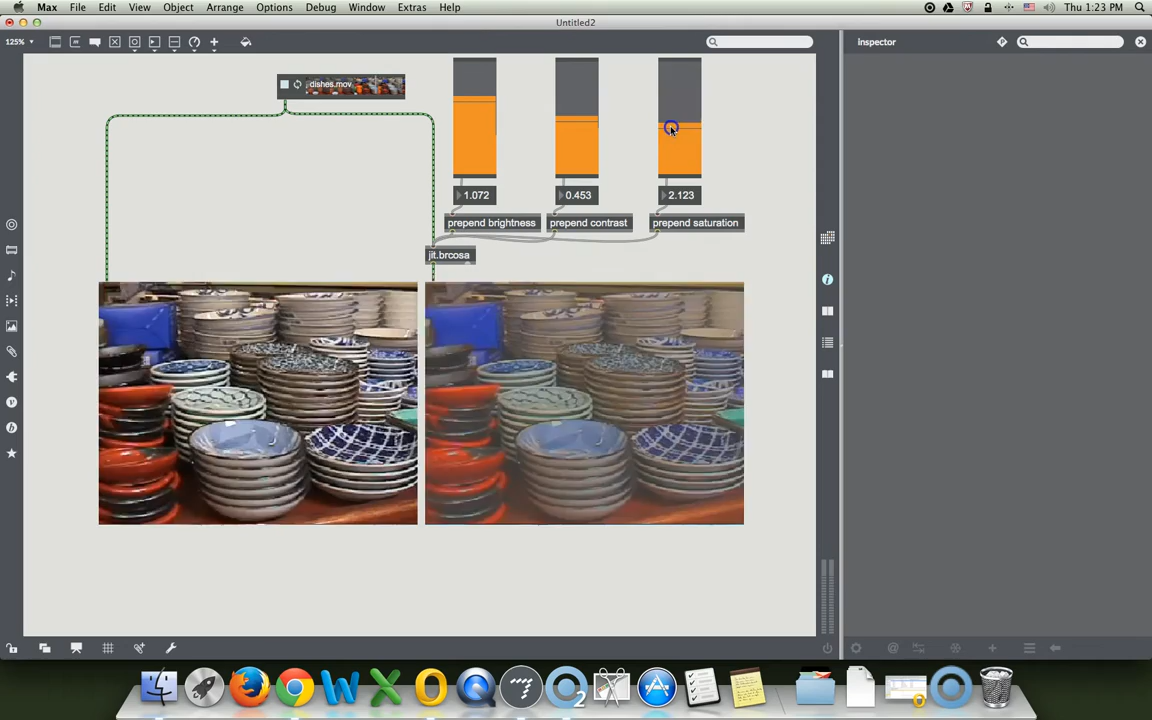 Max File Edit View Object Arrange Options Debug Window Extras Help
Thu 1:23 PM
Untitled2
125%
inspector
dishes.mov
1.072
0.453
2.123
prepend brightness
prepend contrast
prepend saturation
jit.brcosa
2